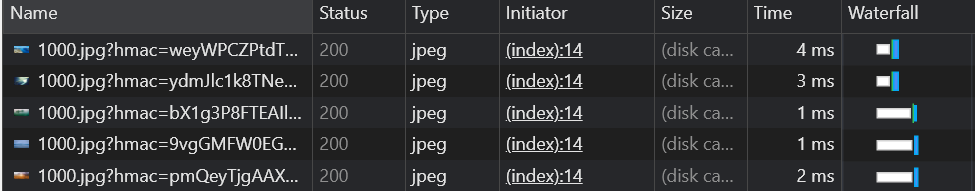 Name Status Type Initiator Size Time Waterfall
1000.jpg?hmac=weyWPCZPtdT... 200 jpeg (index):14 (disk ca... 4 ms
1000.jpg?hmac=ydmJlc1k8TNe... 200 jpeg (index):14 (disk ca... 3 ms
1000.jpg?hmac=bX1g3P8FTEAIl... 200 jpeg (index):14 (disk ca... 1 ms
1000.jpg?hmac=9vgGMFW0EG... 200 jpeg (index):14 (disk ca... 1 ms
1000.jpg?hmac=pmQeyTjgAAX... 200 jpeg (index):14 (disk ca... 2 ms